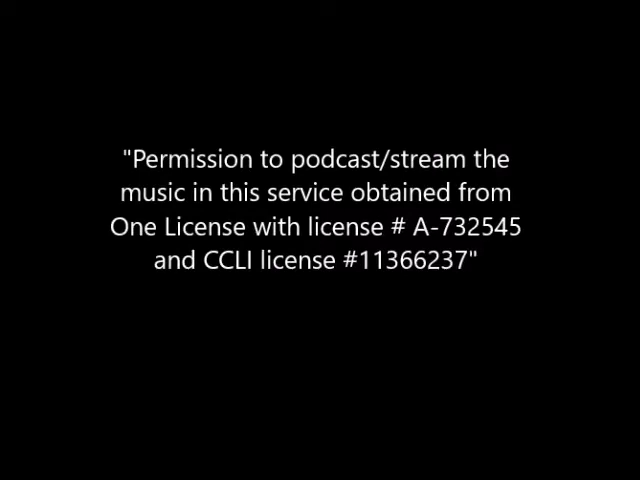 "Permission to podcast/stream the
music in this service obtained from
One License with license # A-732545
and CCLI license #11366237"